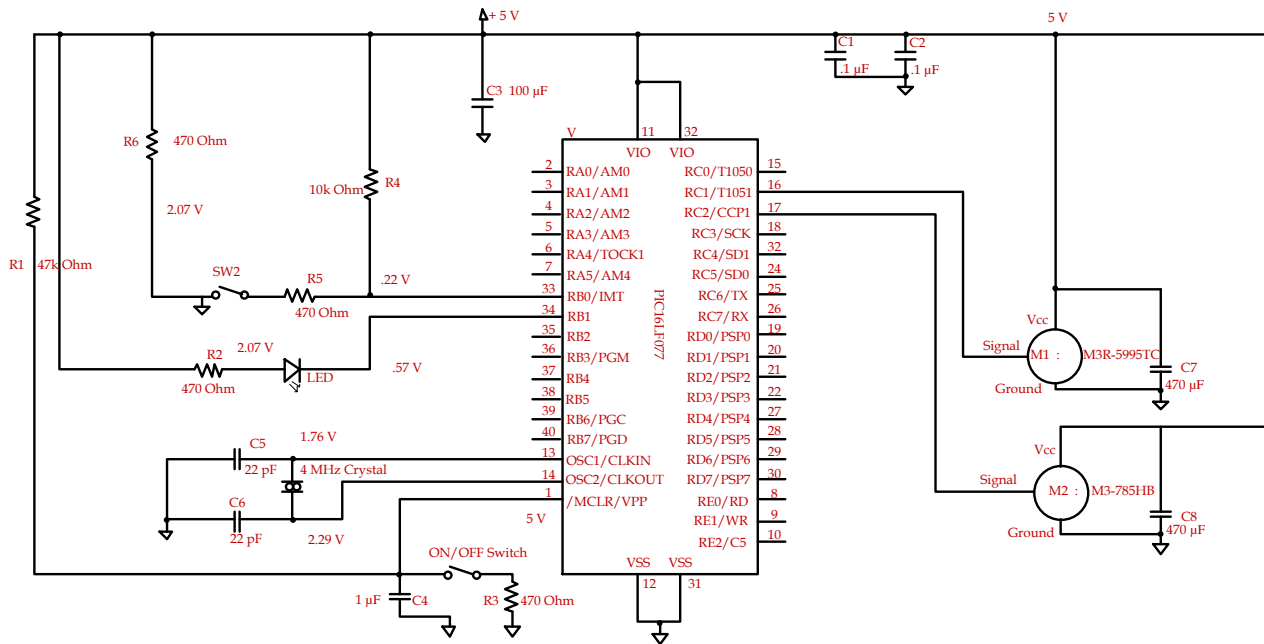 + 5 V
5 V
C1
C2
.1 µF
.1 µF
C3 100 µF
R6
470 Ohm
10k Ohm
R4
2.07 V
R1
47k Ohm
SW2
R5
470 Ohm
.22 V
R2
470 Ohm
2.07 V
LED
.57 V
C5
22 pF
1.76 V
4 MHz Crystal
C6
22 pF
2.29 V
5 V
ON/OFF Switch
1 µF
C4
R3
470 Ohm
V
11
32
VIO
VIO
2
RA0/AM0
3
RA1/AM1
4
RA2/AM2
5
RA3/AM3
6
RA4/TOCK1
7
RA5/AM4
33
RB0/IMT
34
RB1
35
RB2
36
RB3/PGM
37
RB4
38
RB5
39
RB6/PGC
40
RB7/PGD
13
OSC1/CLKIN
14
OSC2/CLKOUT
1
/MCLR/VPP
PIC16LF077
RC0/T1050
15
RC1/T1051
16
RC2/CCP1
17
RC3/SCK
18
RC4/SD1
32
RC5/SD0
24
RC6/TX
25
RC7/RX
26
RD0/PSP0
19
RD1/PSP1
20
RD2/PSP2
21
RD3/PSP3
22
RD4/PSP4
27
RD5/PSP5
28
RD6/PSP6
29
RD7/PSP7
30
RE0/RD
8
RE1/WR
9
RE2/C5
10
VSS
VSS
12
31
Vcc
Signal
M1 :
M3R-5995TC
Ground
C7
470 µF
Vcc
Signal
M2 :
M3-785HB
Ground
C8
470 µF